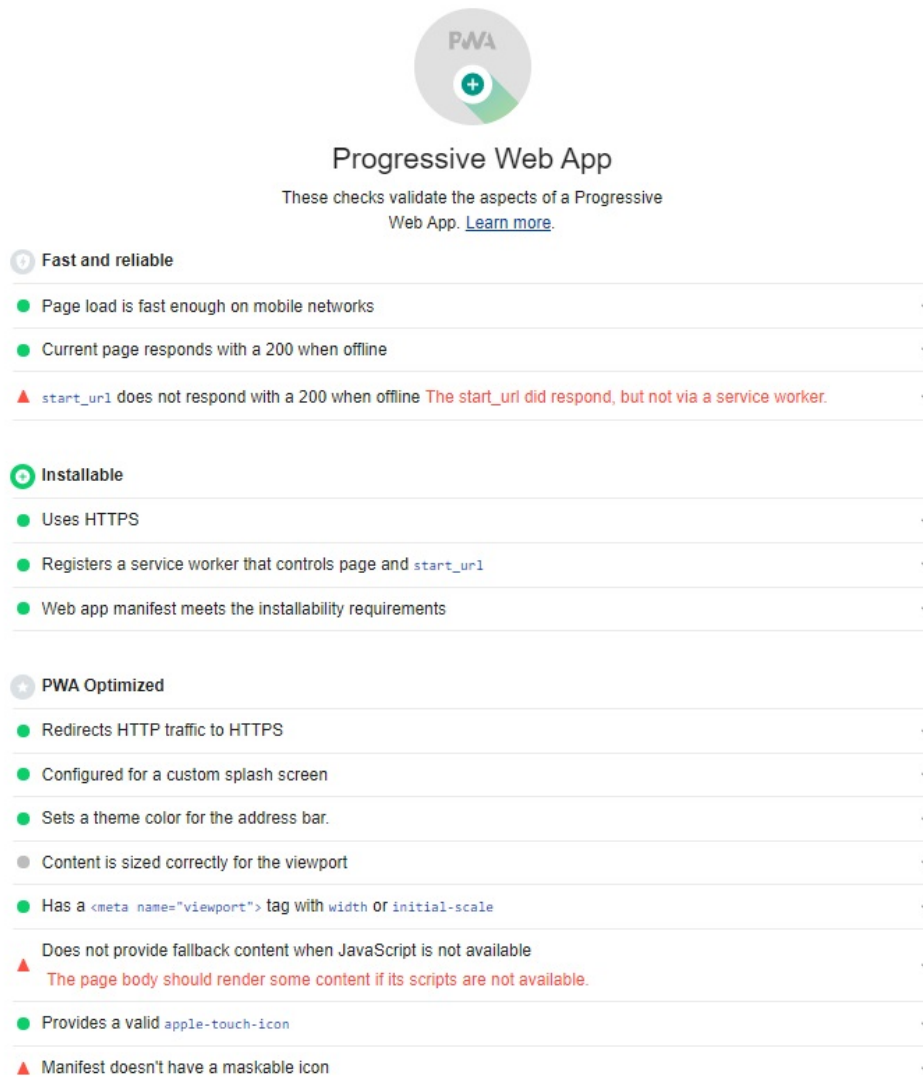 PWA
Progressive Web App
These checks validate the aspects of a Progressive
Web App. Learn more.
Fast and reliable
Page load is fast enough on mobile networks
Current page responds with a 200 when offline
start_url does not respond with a 200 when offline The start_url did respond, but not via a service worker.
Installable
Uses HTTPS
Registers a service worker that controls page and start_url
Web app manifest meets the installability requirements
PWA Optimized
Redirects HTTP traffic to HTTPS
Configured for a custom splash screen
Sets a theme color for the address bar.
Content is sized correctly for the viewport
Has a <meta name="viewport"> tag with width or initial-scale
Does not provide fallback content when JavaScript is not available
The page body should render some content if its scripts are not available.
Provides a valid apple-touch-icon
Manifest doesn't have a maskable icon